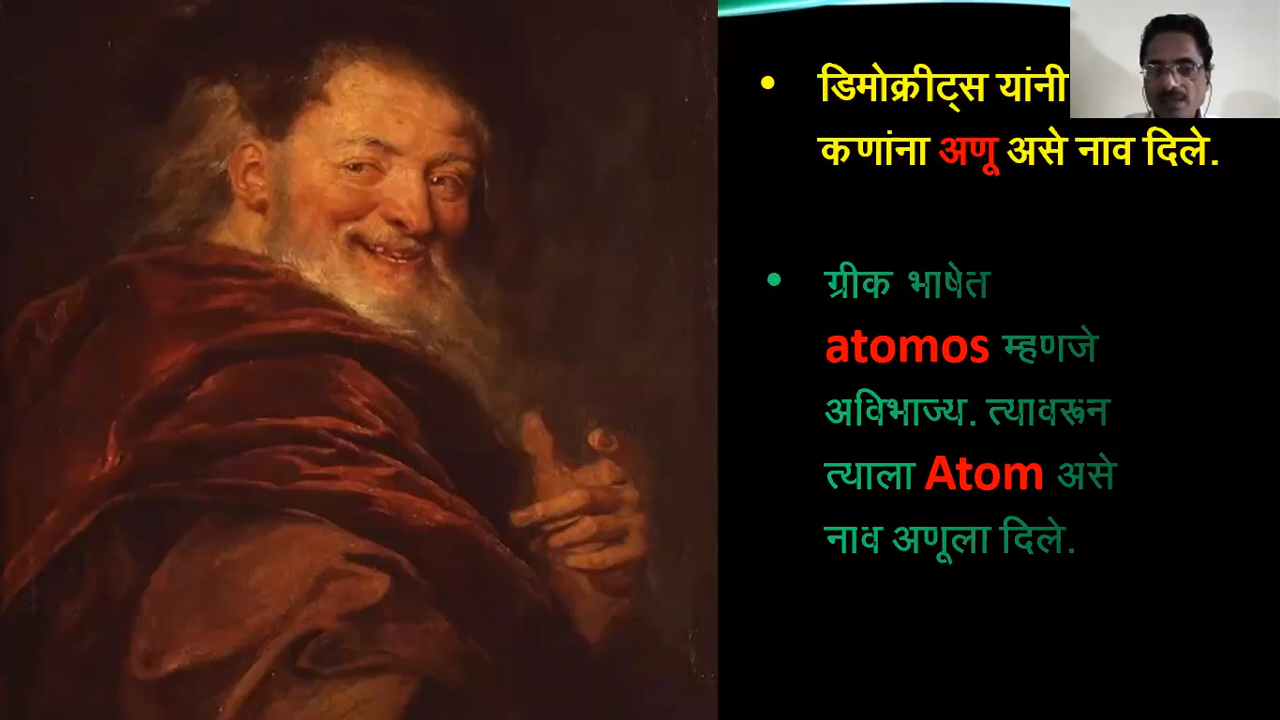 डिमोक्रीट्स यांनी
कणांना अणू असे नाव दिले.
ग्रीक भाषेत
atomos म्हणजे
अविभाज्य. त्यावरून
त्याला Atom असे
नाव अणूला दिले.